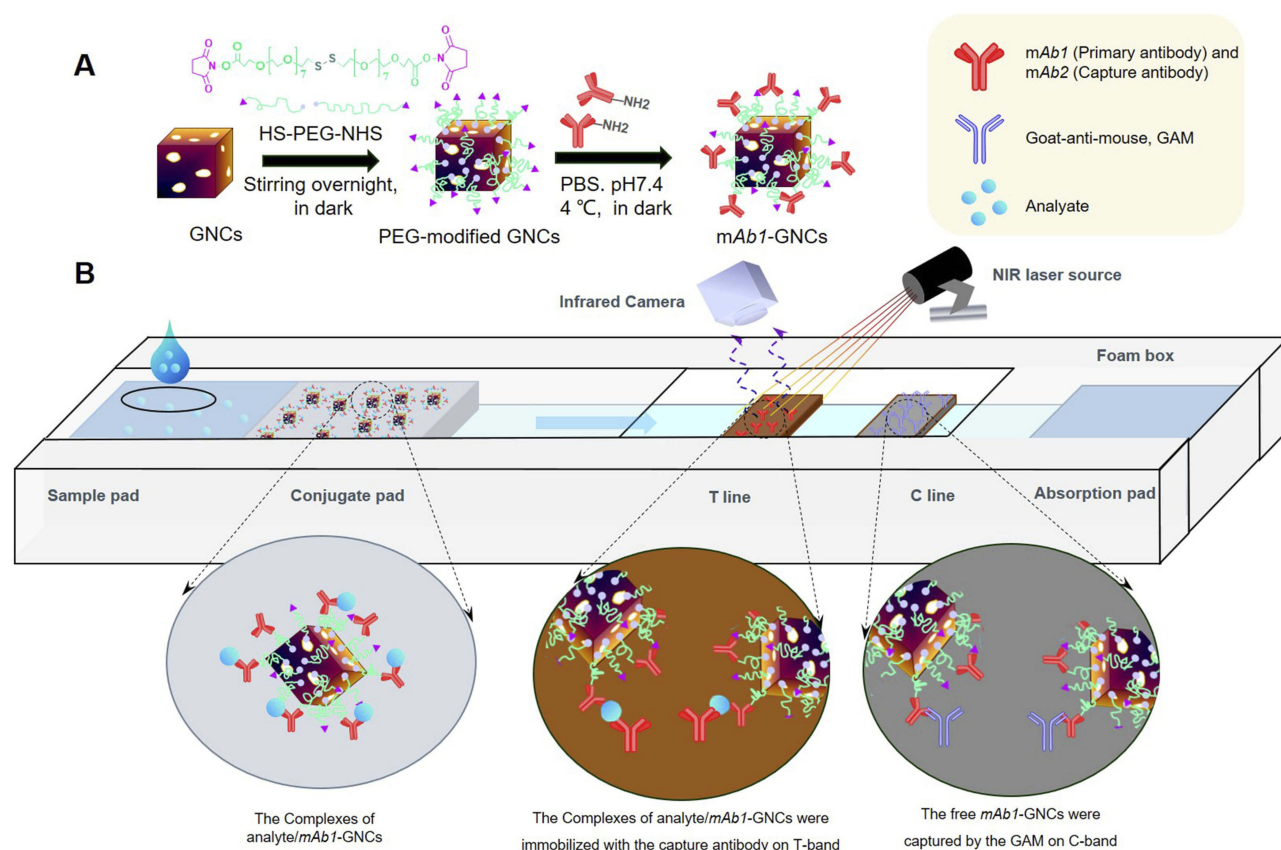 A
O
O
N
O
O
O
O
7
S
S
O
7
O
O
O
N
O
O
HS-PEG-NHS
Stirring overnight,
in dark
GNCs
PEG-modified GNCs
NH2
NH2
PBS. pH7.4
4 ℃, in dark
mAb1-GNCs
mAb1 (Primary antibody) and
mAb2 (Capture antibody)
Goat-anti-mouse, GAM
Analyate
B
Infrared Camera
NIR laser source
Foam box
Sample pad
Conjugate pad
T line
C line
Absorption pad
The Complexes of
analyte/mAb1-GNCs
The Complexes of analyte/mAb1-GNCs were
immobilized with the capture antibody on T-band
The free mAb1-GNCs were
captured by the GAM on C-band